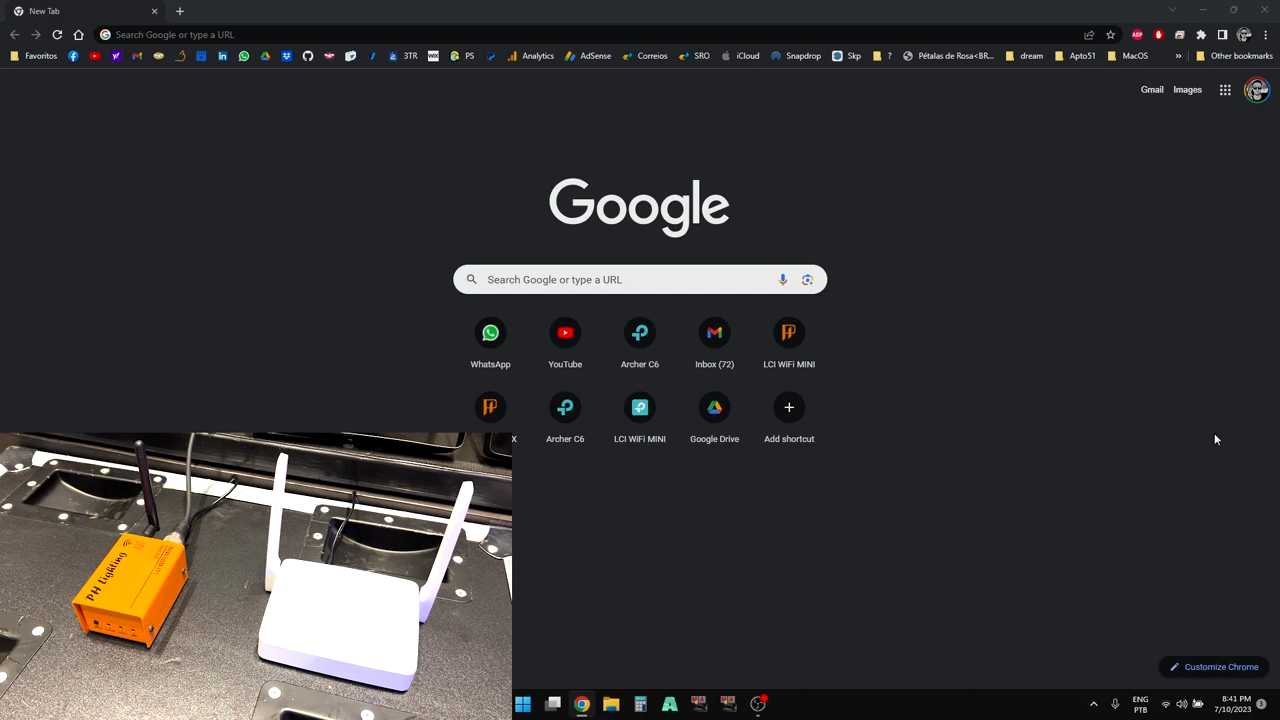 New Tab
Search Google or type a URL
Favoritos 3TR PS Analytics AdSense Correios SRO iCloud Snapdrop Skp ? Pétalas de Rosa<BR... dream Apto51 MacOS » Other bookmarks
Gmail Images
Google
Search Google or type a URL
WhatsApp YouTube Archer C6 Inbox (72) LCI WiFi MINI
X Archer C6 LCI WiFi MINI Google Drive Add shortcut
PH Lighting
Customize Chrome
ENG
PTB
8:41 PM
7/10/2023